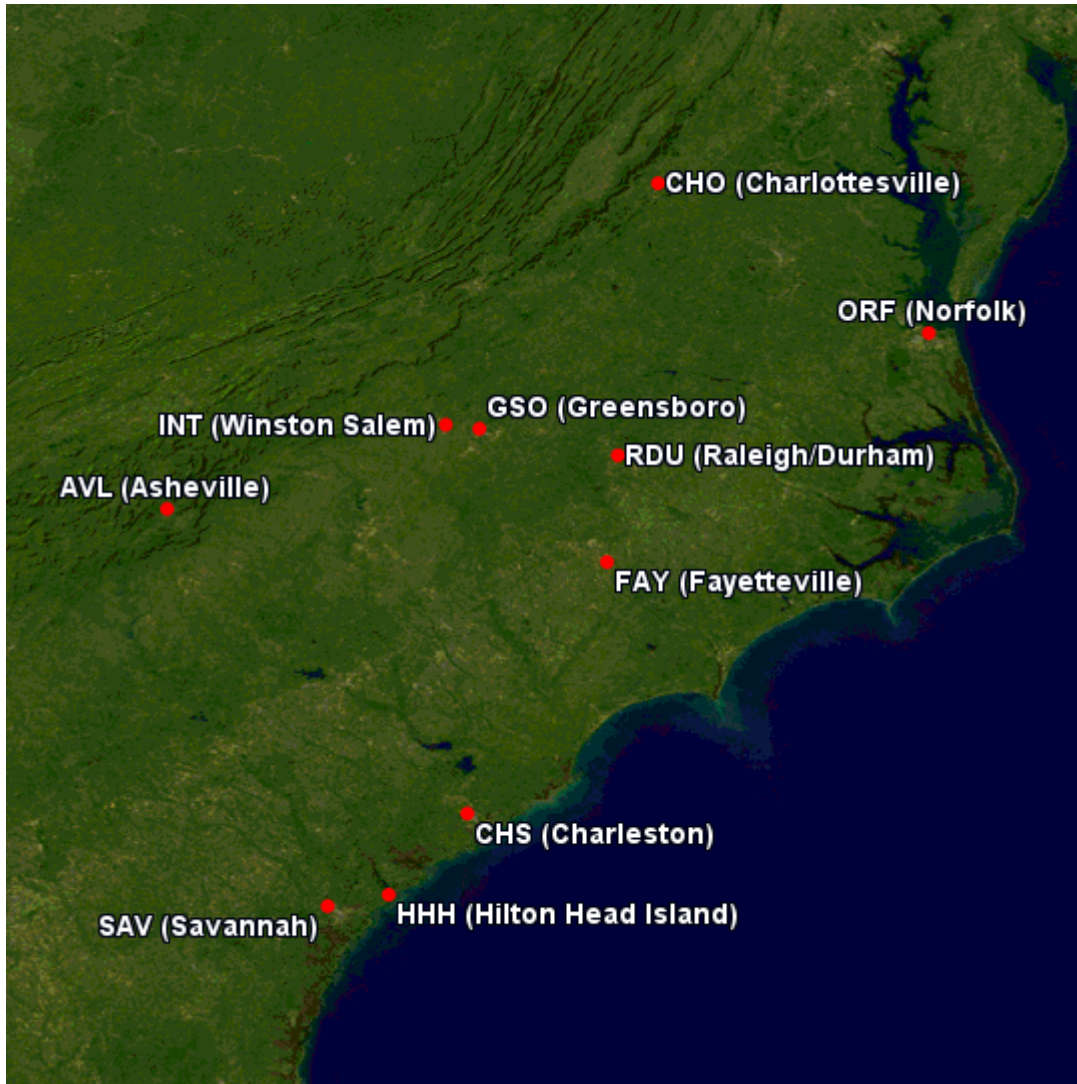 CHO (Charlottesville)
ORF (Norfolk)
GSO (Greensboro)
INT (Winston Salem)
RDU (Raleigh/Durham)
AVL (Asheville)
FAY (Fayetteville)
CHS (Charleston)
HHH (Hilton Head Island)
SAV (Savannah)